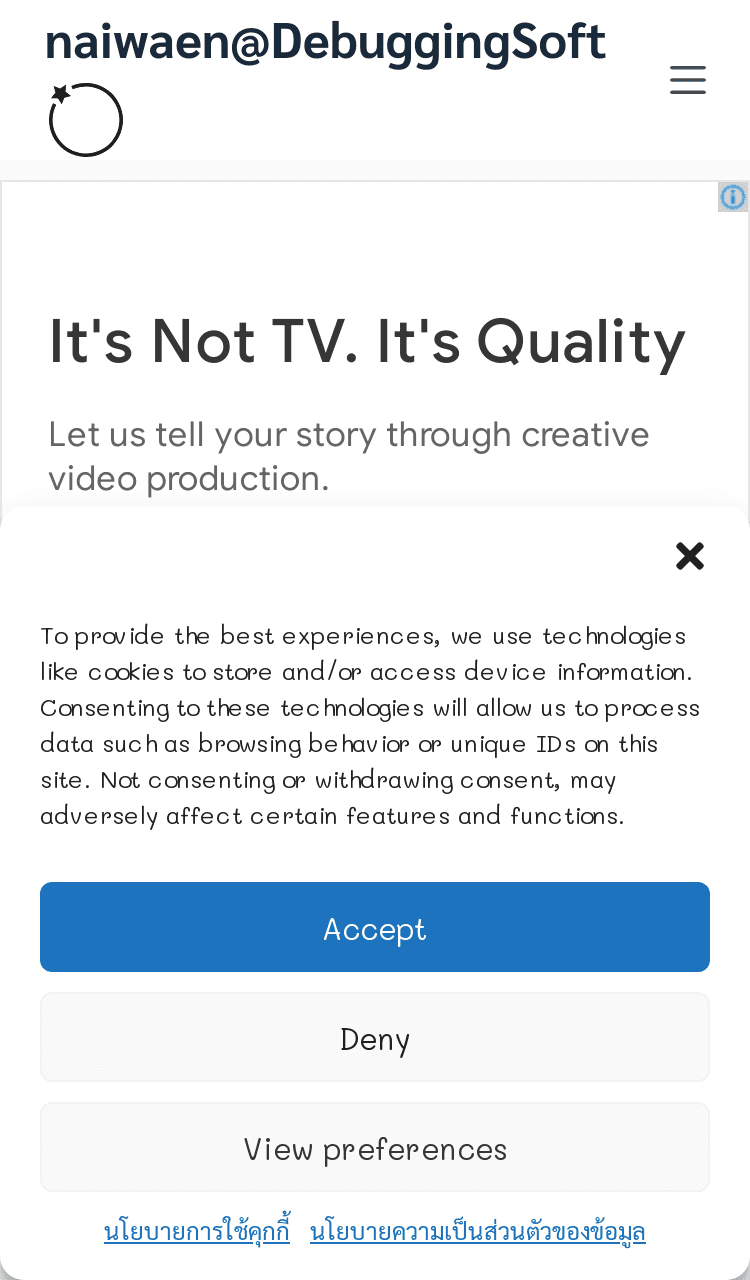 naiwaen@DebuggingSoft
It's Not TV. It's Quality
Let us tell your story through creative
video production.
To provide the best experiences, we use technologies
like cookies to store and/or access device information.
Consenting to these technologies will allow us to process
data such as browsing behavior or unique IDs on this
site. Not consenting or withdrawing consent, may
adversely affect certain features and functions.
Accept
Deny
View preferences
นโยบายการใช้คุกกี้ นโยบายความเป็นส่วนตัวของข้อมูล